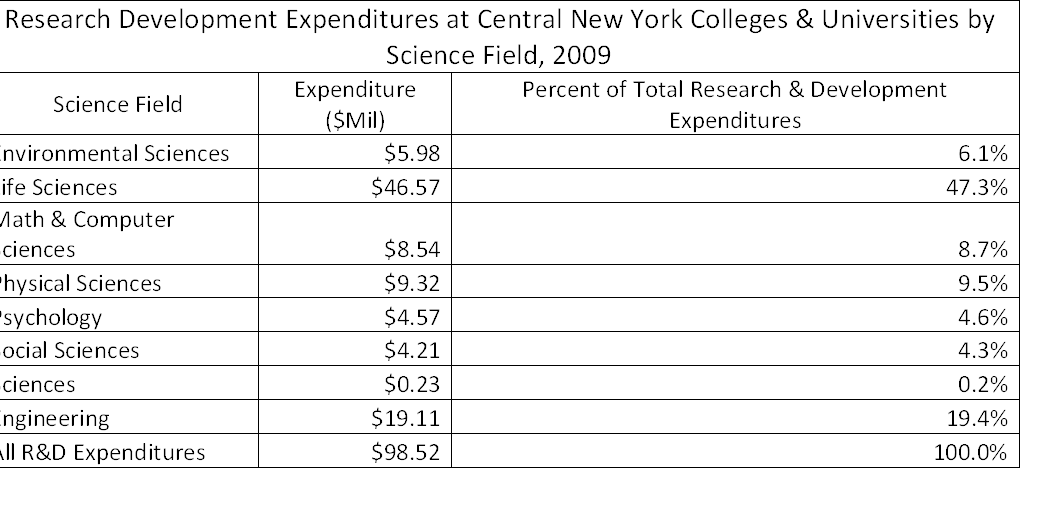 Research Development Expenditures at Central New York Colleges & Universities by
Science Field, 2009
Science Field
Expenditure
($Mil)
Percent of Total Research & Development
Expenditures
nvironmental Sciences $5.98 6.1%
ife Sciences $46.57 47.3%
Math & Computer
ciences $8.54 8.7%
Physical Sciences $9.32 9.5%
Psychology $4.57 4.6%
ocial Sciences $4.21 4.3%
ciences $0.23 0.2%
ngineering $19.11 19.4%
All R&D Expenditures $98.52 100.0%